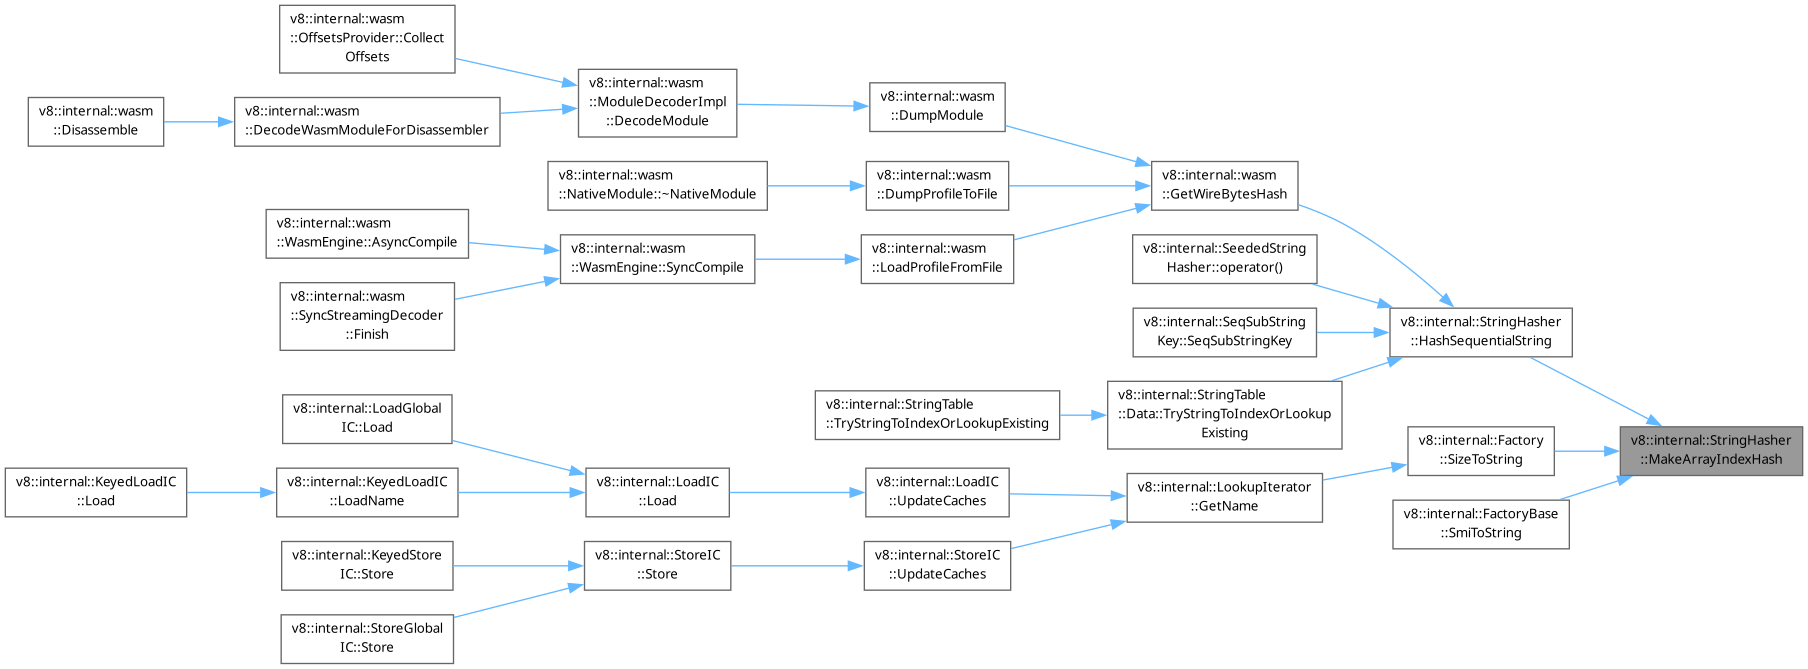 v8::internal::wasm
::OffsetsProvider::Collect
Offsets
v8::internal::wasm
::Disassemble
v8::internal::wasm
::DecodeWasmModuleForDisassembler
v8::internal::wasm
::ModuleDecoderImpl
::DecodeModule
v8::internal::wasm
::DumpModule
v8::internal::wasm
::NativeModule::~NativeModule
v8::internal::wasm
::DumpProfileToFile
v8::internal::wasm
::GetWireBytesHash
v8::internal::wasm
::WasmEngine::AsyncCompile
v8::internal::wasm
::WasmEngine::SyncCompile
v8::internal::wasm
::LoadProfileFromFile
v8::internal::SeededString
Hasher::operator()
v8::internal::wasm
::SyncStreamingDecoder
::Finish
v8::internal::SeqSubString
Key::SeqSubStringKey
v8::internal::StringHasher
::HashSequentialString
v8::internal::StringTable
::TryStringToIndexOrLookupExisting
v8::internal::StringTable
::Data::TryStringToIndexOrLookup
Existing
v8::internal::LoadGlobal
IC::Load
v8::internal::Factory
::SizeToString
v8::internal::StringHasher
::MakeArrayIndexHash
v8::internal::KeyedLoadIC
::Load
v8::internal::KeyedLoadIC
::LoadName
v8::internal::LoadIC
::Load
v8::internal::LoadIC
::UpdateCaches
v8::internal::LookupIterator
::GetName
v8::internal::FactoryBase
::SmiToString
v8::internal::KeyedStore
IC::Store
v8::internal::StoreIC
::Store
v8::internal::StoreIC
::UpdateCaches
v8::internal::StoreGlobal
IC::Store